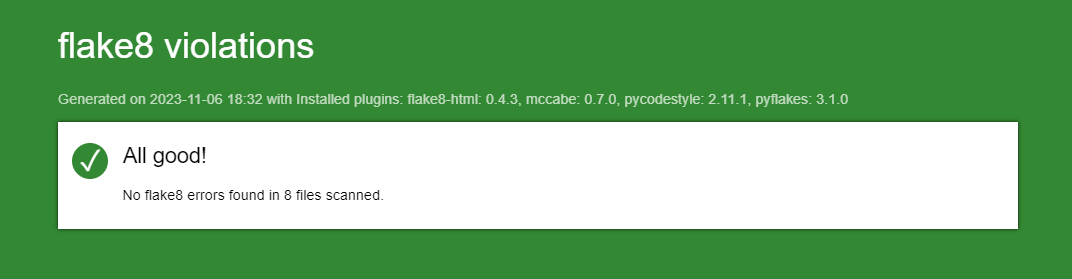 flake8 violations
Generated on 2023-11-06 18:32 with Installed plugins: flake8-html: 0.4.3, mccabe: 0.7.0, pycodestyle: 2.11.1, pyflakes: 3.1.0
All good!
No flake8 errors found in 8 files scanned.